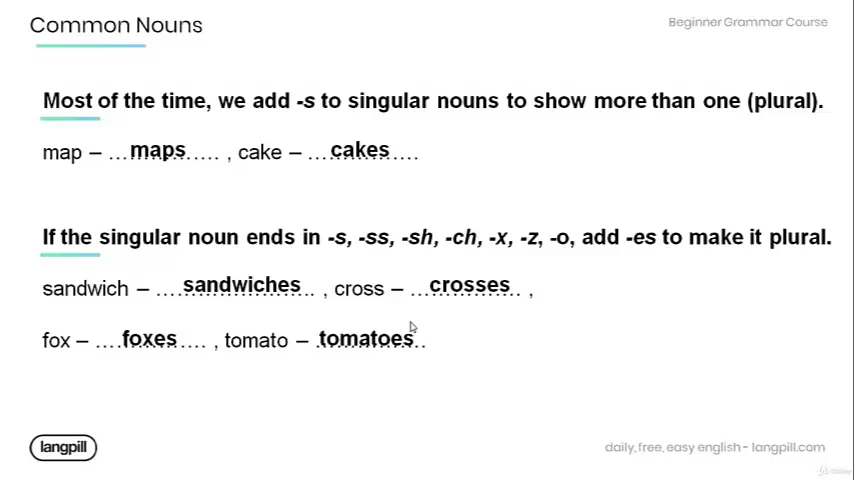 Common Nouns
Beginner Grammar Course
Most of the time, we add -s to singular nouns to show more than one (plural).
map – …maps…… , cake – …cakes….
If the singular noun ends in -s, -ss, -sh, -ch, -x, -z, -o, add -es to make it plural.
sandwich – ….sandwiches.. , cross – …crosses.. ,
fox – ….foxes…. , tomato – tomatoes..
langpill
daily, free, easy english - langpill.com